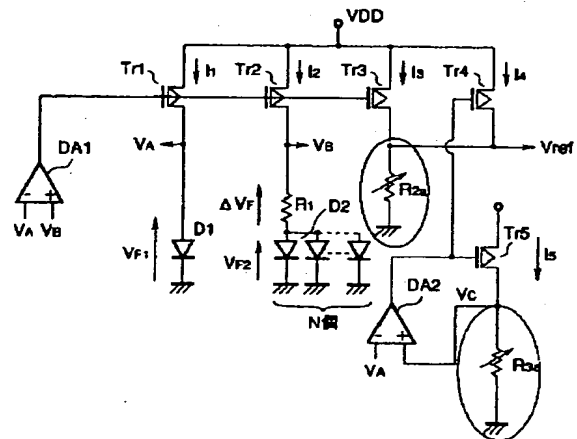 VDD
Tr1 I1 Tr2 I2 Tr3 I3 Tr4 I4
VA VB Vref
DA1
- +
VA VB
R1 R2a
ΔVF D2
VF1 D1 VF2
N個
Tr5
I5
DA2 VC
- +
VA
R3a